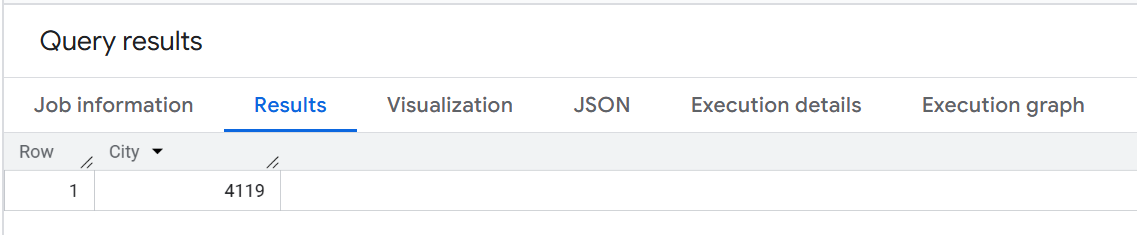 Query results
Job information Results Visualization JSON Execution details Execution graph
Row City
1 4119